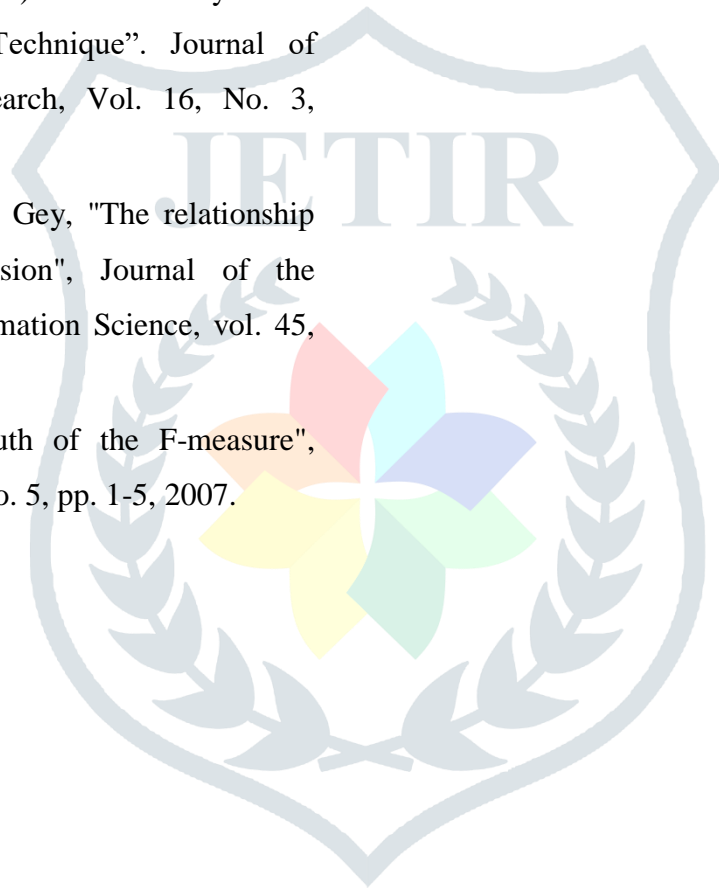 Technique”. Journal of
earch, Vol. 16, No. 3,
JETIR
Gey, "The relationship
sion", Journal of the
mation Science, vol. 45,
uth of the F-measure",
o. 5, pp. 1-5, 2007.